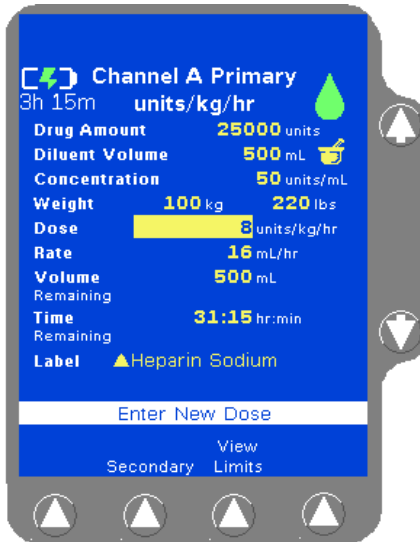 Channel A Primary
3h 15m units/kg/hr
Drug Amount 25000 units
Diluent Volume 500 mL
Concentration 50 units/mL
Weight 100 kg 220 lbs
Dose 8 units/kg/hr
Rate 16 mL/hr
Volume 500 mL
Remaining
Time 31:15 hr:min
Remaining
Label Heparin Sodium
Enter New Dose
View
Secondary Limits